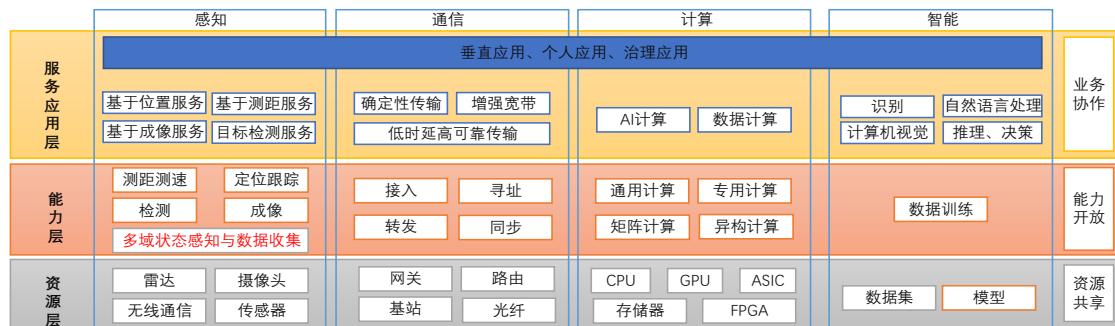 感知 通信 计算 智能
垂直应用、个人应用、治理应用
服务应用层
基于位置服务 基于测距服务 确定性传输 增强宽带 AI计算 数据计算 识别 自然语言处理
基于成像服务 目标检测服务 低时延高可靠传输 计算机视觉 推理、决策
业务
协作
能力层
测距测速 定位跟踪 接入 寻址 通用计算 专用计算 数据训练
检测 成像 转发 同步 矩阵计算 异构计算
多域状态感知与数据收集
能力
开放
资源层
雷达 摄像头 网关 路由 CPU GPU ASIC 数据集 模型
无线通信 传感器 基站 光纤 存储器 FPGA
资源
共享